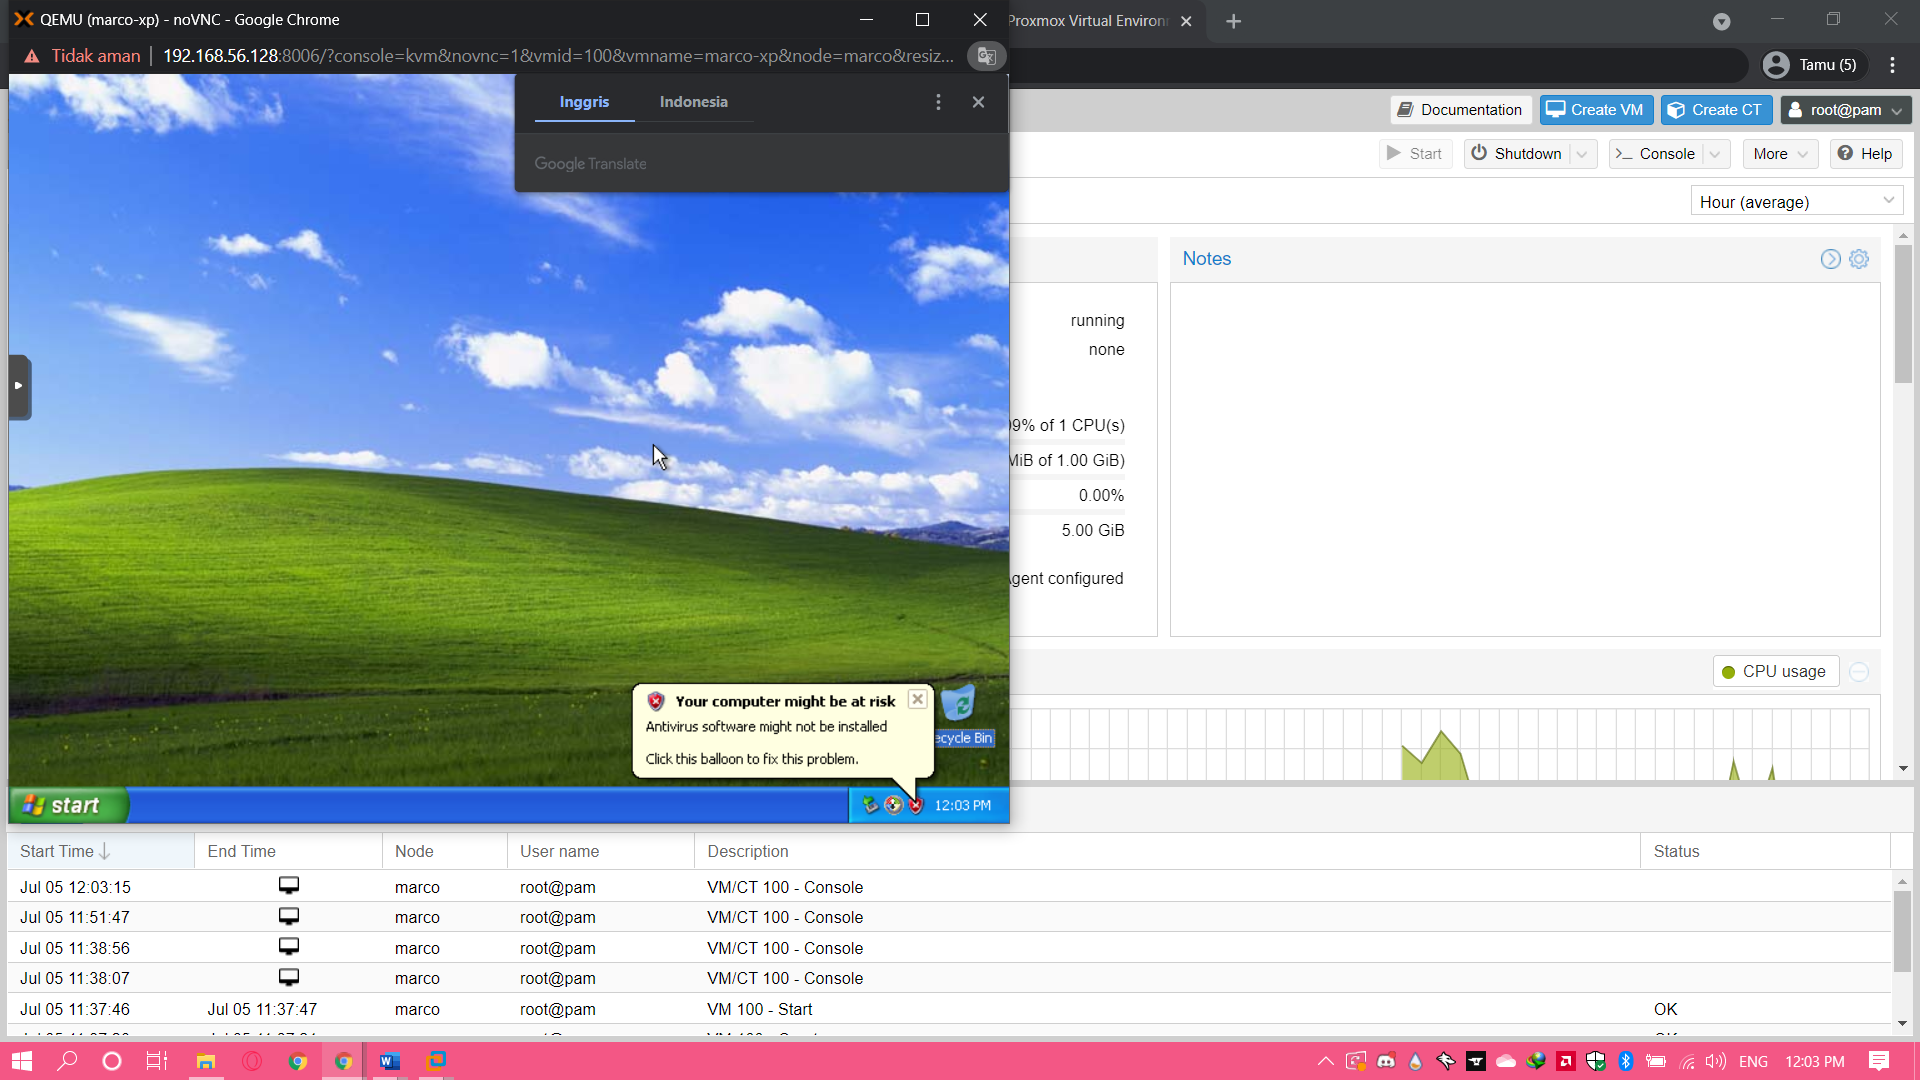 QEMU (marco-xp) - noVNC - Google Chrome
Proxmox Virtual Environ
Tidak aman 192.168.56.128:8006/?console=kvm&novnc=1&vmid=100&vmname=marco-xp&node=marco&resiz...
Tamu (5)
Inggris Indonesia
Google Translate
Documentation Create VM Create CT root@pam
Start Shutdown Console More Help
Hour (average)
Notes
running
none
9% of 1 CPU(s)
MiB of 1.00 GiB)
0.00%
5.00 GiB
Agent configured
CPU usage
Your computer might be at risk
Antivirus software might not be installed
Click this balloon to fix this problem.
ecycle Bin
start
12:03 PM
Start Time End Time Node User name Description Status
Jul 05 12:03:15 marco root@pam VM/CT 100 - Console
Jul 05 11:51:47 marco root@pam VM/CT 100 - Console
Jul 05 11:38:56 marco root@pam VM/CT 100 - Console
Jul 05 11:38:07 marco root@pam VM/CT 100 - Console
Jul 05 11:37:46 Jul 05 11:37:47 marco root@pam VM 100 - Start OK
ENG 12:03 PM